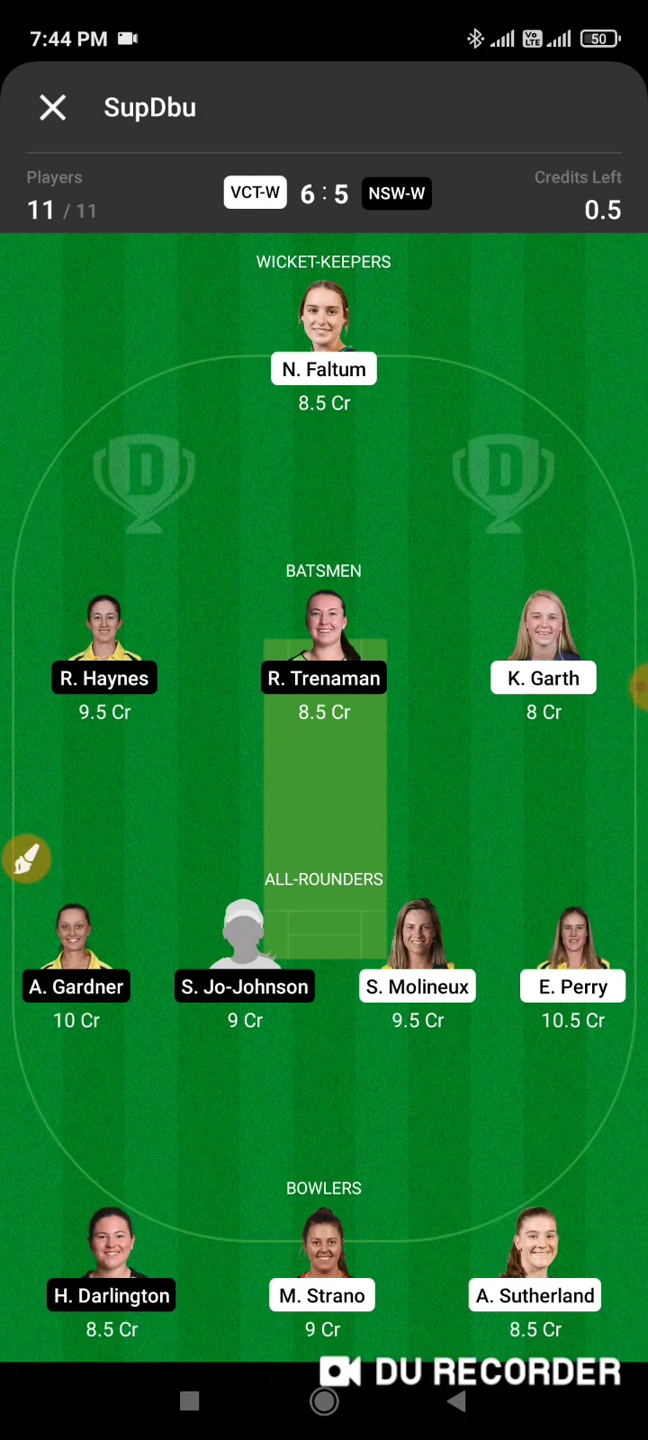 7:44 PM
Vo LTE
50
SupDbu
Players
Credits Left
VCT-W 6 : 5 NSW-W
11 / 11
0.5
WICKET-KEEPERS
N. Faltum
8.5 Cr
D D
BATSMEN
R. Haynes R. Trenaman K. Garth
9.5 Cr 8.5 Cr 8 Cr
ALL-ROUNDERS
A. Gardner S. Jo-Johnson S. Molineux E. Perry
10 Cr 9 Cr 9.5 Cr 10.5 Cr
BOWLERS
H. Darlington M. Strano A. Sutherland
8.5 Cr 9 Cr 8.5 Cr
DU RECORDER